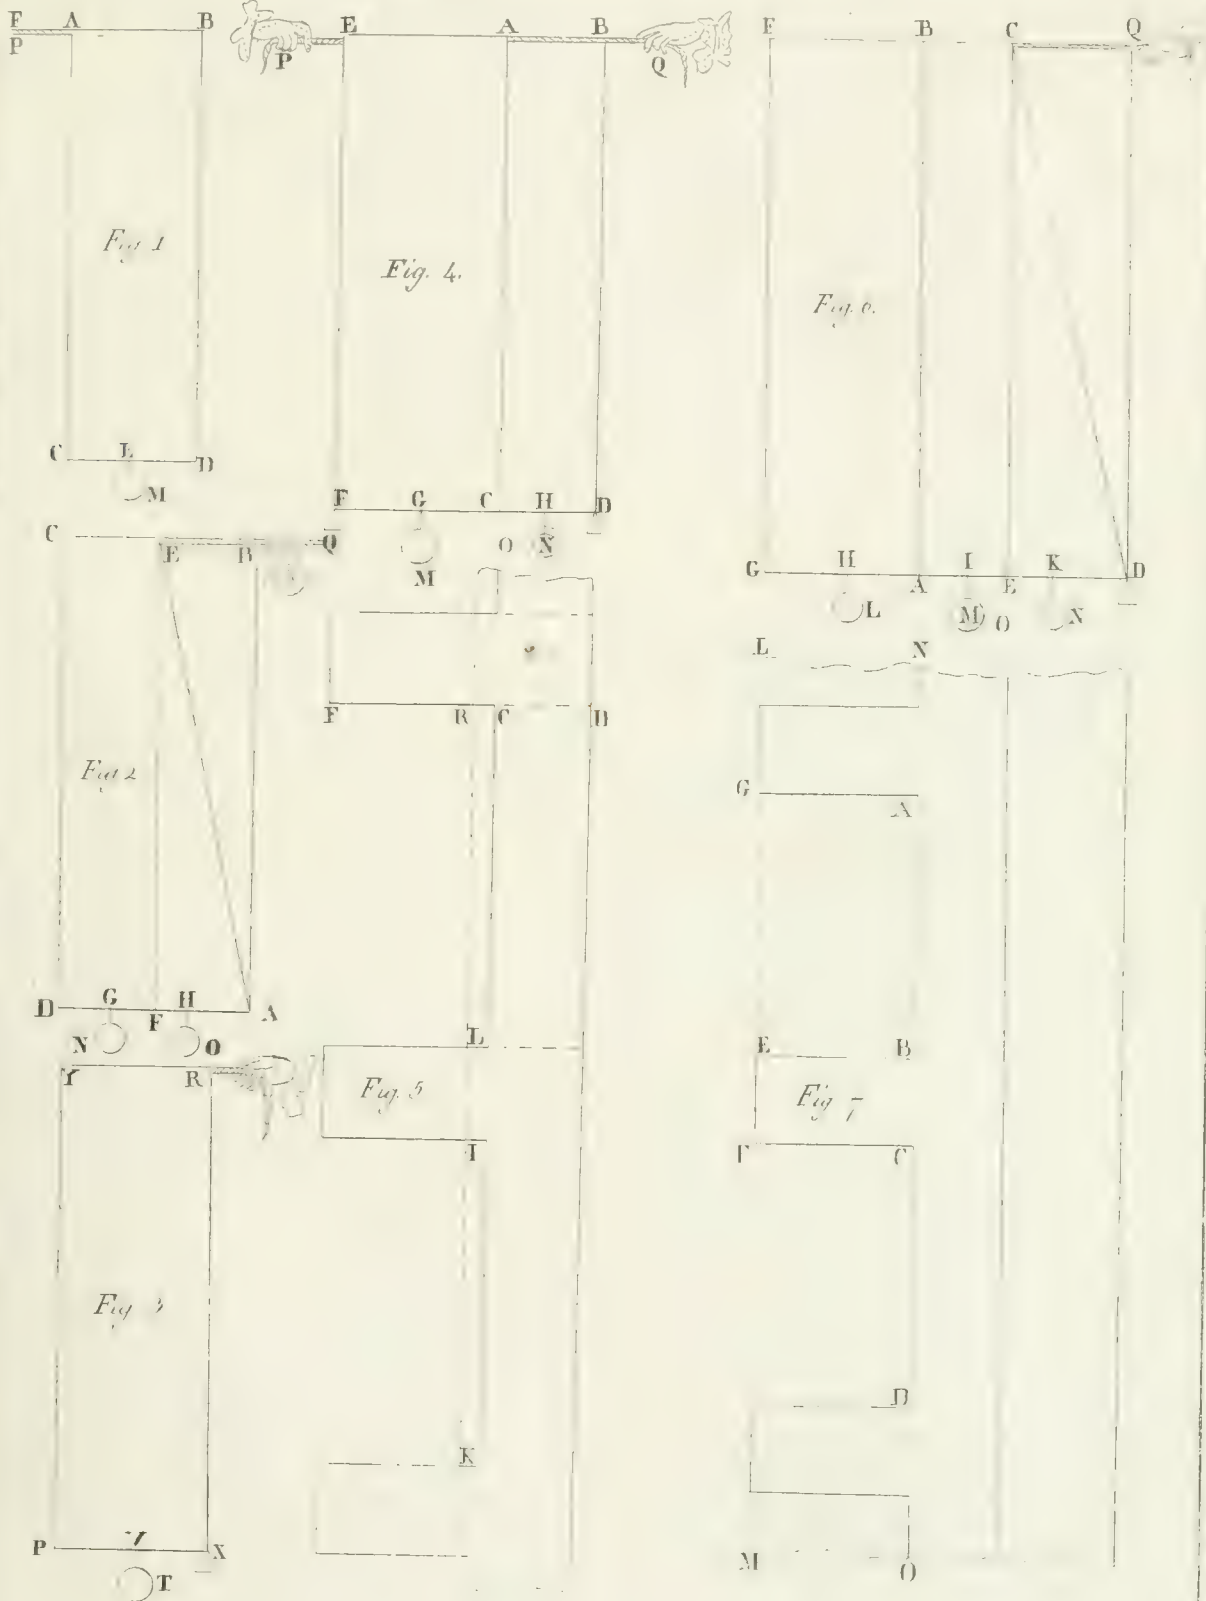 F A B
P
Fig. 1
C L D
M
E A B
P Q
Fig. 4.
F G C H D
M O N
E B C Q
Fig. 6.
G H A I E K D
L M O N
C E B Q
Fig. 2
D G F H A
N O
F R C D
L
Fig. 5
I
K
Y R
Fig. 3
P V X
T
L N
G A
E B
Fig 7
F C
D
M O